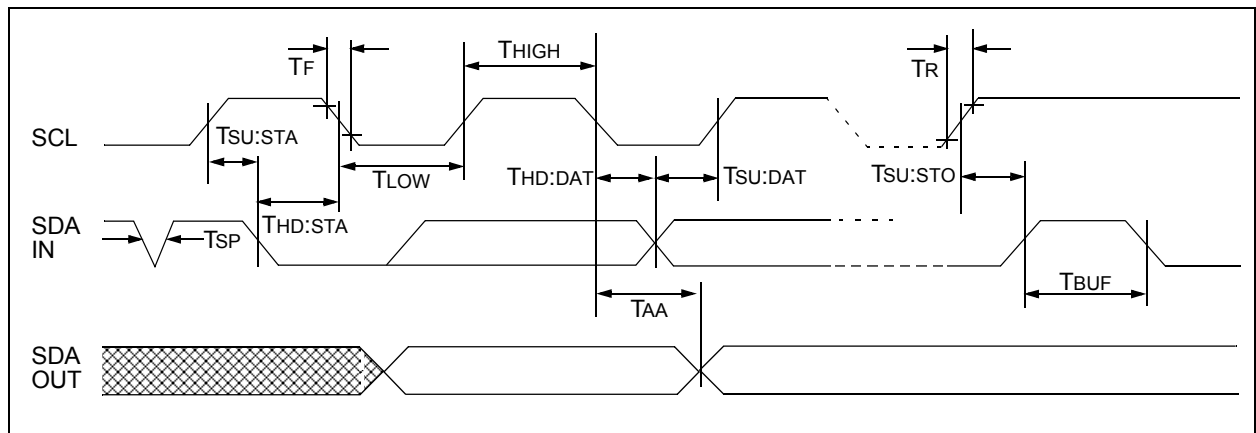 TF
THIGH
TR
SCL
TSU:STA
TLOW
THD:DAT
TSU:DAT
TSU:STO
SDA
IN
TSP
THD:STA
TBUF
TAA
SDA
OUT